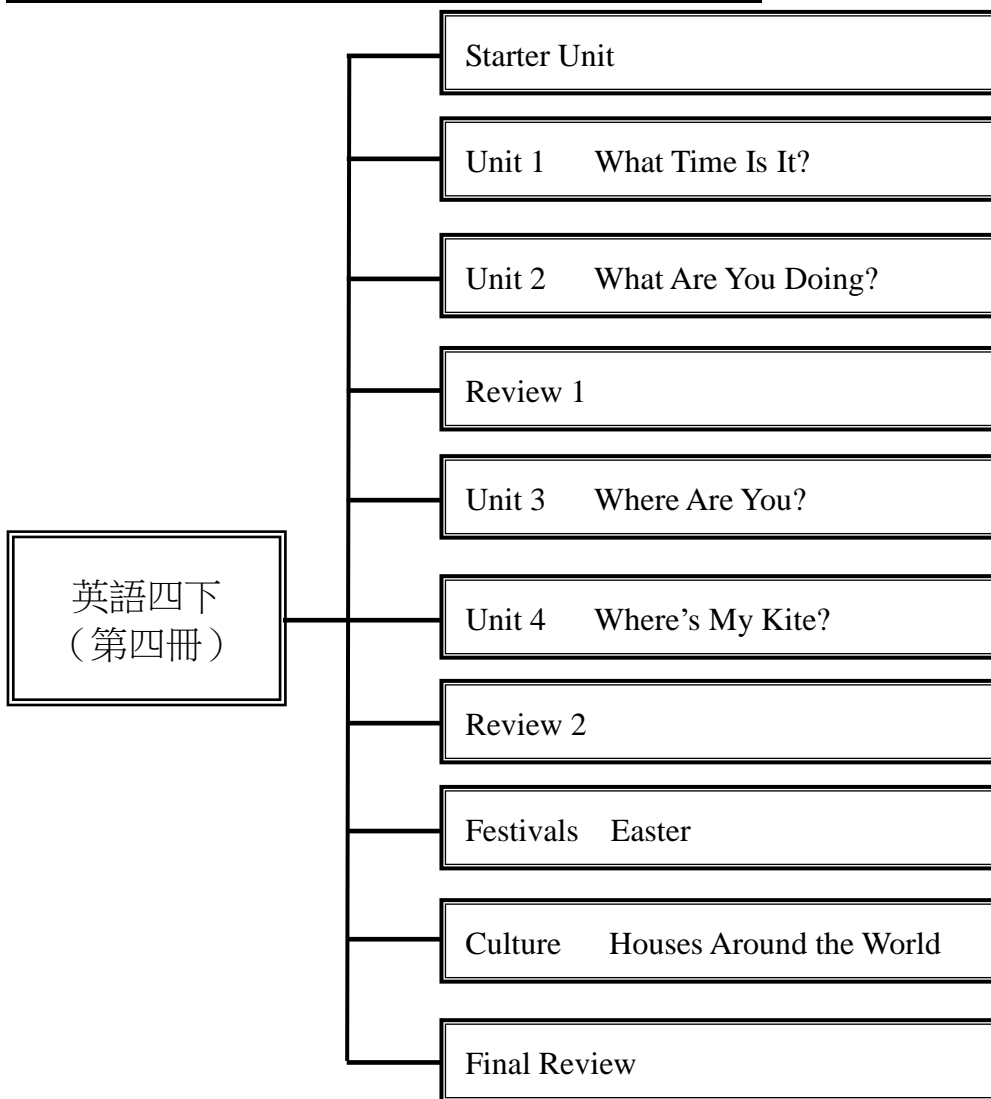 Starter Unit
Unit 1 What Time Is It?
Unit 2 What Are You Doing?
Review 1
Unit 3 Where Are You?
英語四下
（第四冊）
Unit 4 Where’s My Kite?
Review 2
Festivals Easter
Culture Houses Around the World
Final Review